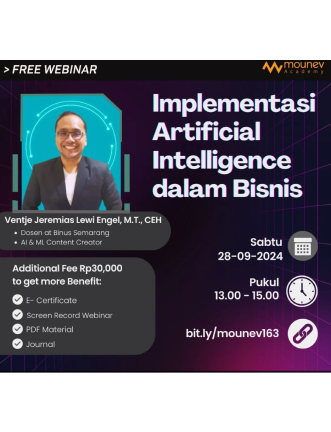 > FREE WEBINAR
mounev
Academy
Implementasi
Artificial
Intelligence
dalam Bisnis
Ventje Jeremias Lewi Engel, M.T., CEH
Dosen at Binus Semarang
AI & ML Content Creator
Additional Fee Rp30,000
to get more Benefit:
E- Certificate
Screen Record Webinar
PDF Material
Journal
Sabtu
28-09-2024
Pukul
13.00 - 15.00
bit.ly/mounev163